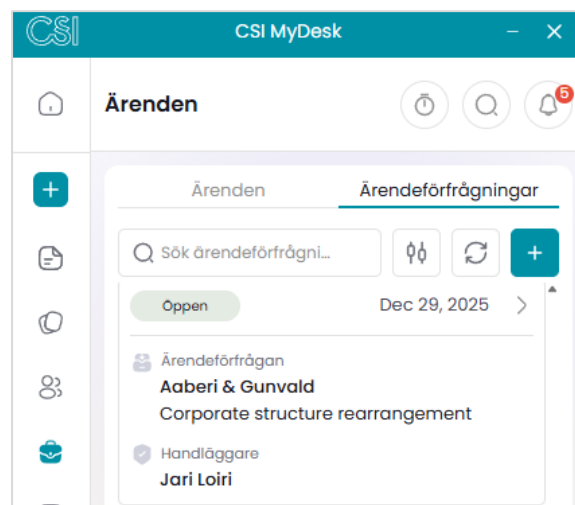 CSI CSI MyDesk
Ärenden 5
Ärenden Ärendeförfrågningar
Sök ärendeförfrågni...
Öppen Dec 29, 2025
Ärendeförfrågan
Aaberi & Gunvald
Corporate structure rearrangement
Handläggare
Jari Loiri